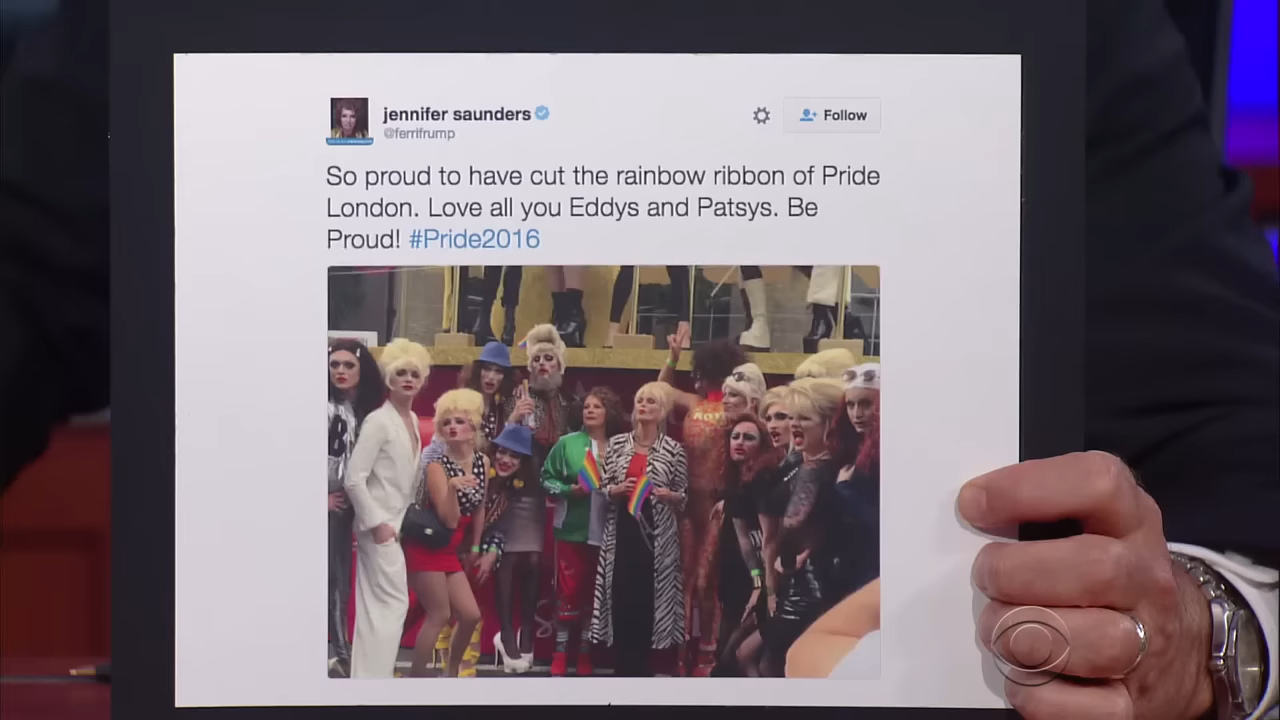 jennifer saunders
@ferrifrump
Follow
So proud to have cut the rainbow ribbon of Pride
London. Love all you Eddys and Patsys. Be
Proud! #Pride2016